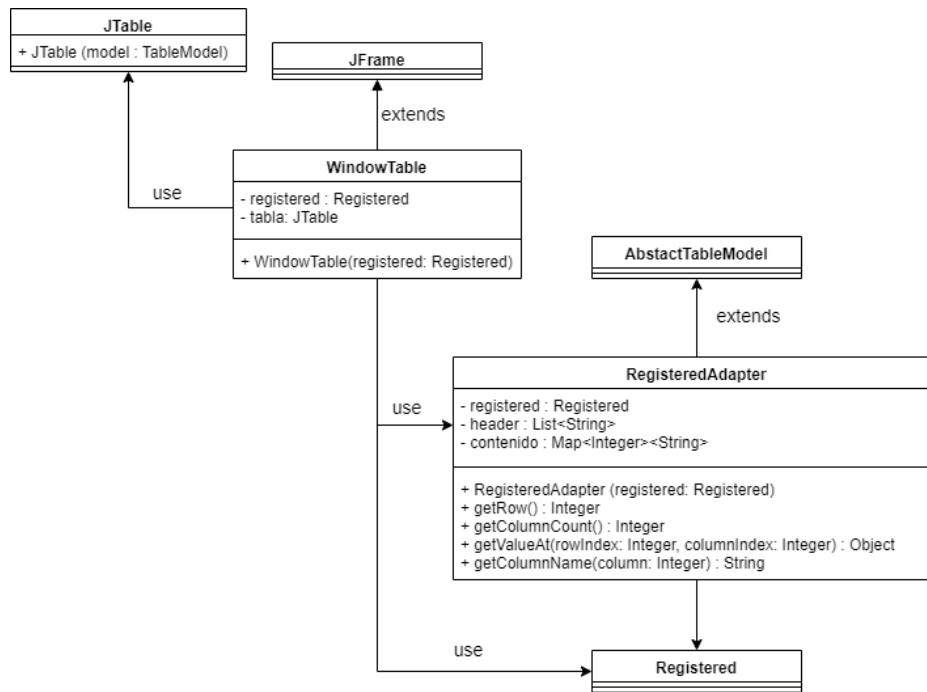 JTable
+ JTable (model : TableModel)
JFrame
extends
WindowTable
use
- registered : Registered
- tabla: JTable
+ WindowTable(registered: Registered)
AbstactTableModel
extends
RegisteredAdapter
use
- registered : Registered
- header : List<String>
- contenido : Map<Integer><String>
+ RegisteredAdapter (registered: Registered)
+ getRow() : Integer
+ getColumnCount() : Integer
+ getValueAt(rowIndex: Integer, columnIndex: Integer) : Object
+ getColumnName(column: Integer) : String
use
Registered